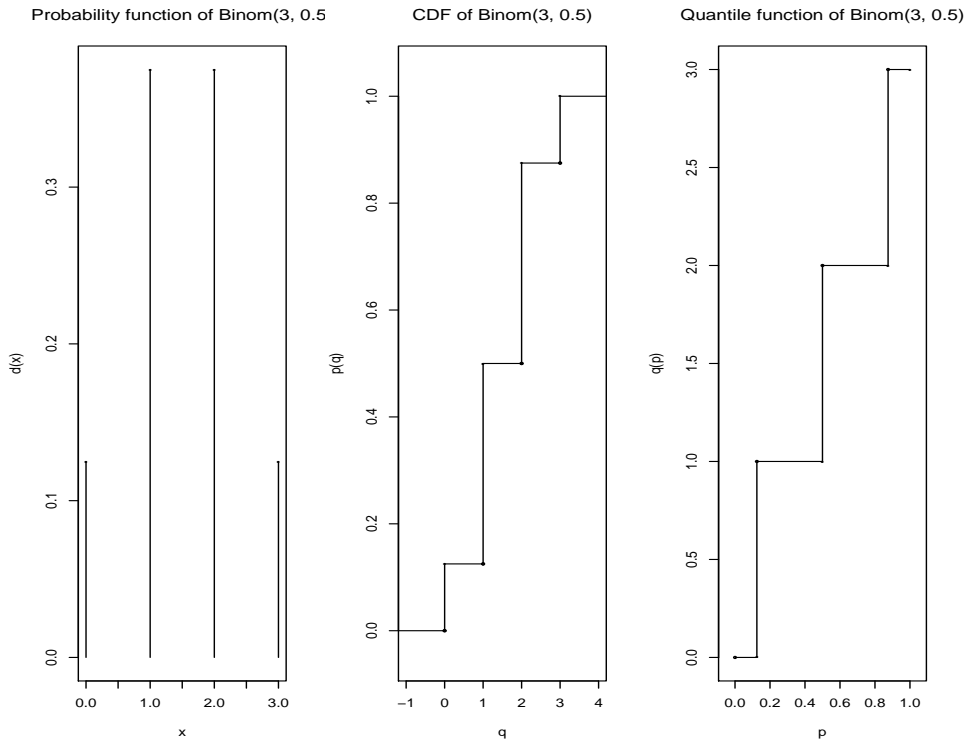 Probability function of Binom(3, 0.5
d(x)
0.3
0.2
0.1
0.0
0.0 1.0 2.0 3.0
x
CDF of Binom(3, 0.5)
p(q)
1.0
0.8
0.6
0.4
0.2
0.0
−1 0 1 2 3 4
q
Quantile function of Binom(3, 0.5)
q(p)
3.0
2.5
2.0
1.5
1.0
0.5
0.0
0.0 0.2 0.4 0.6 0.8 1.0
p